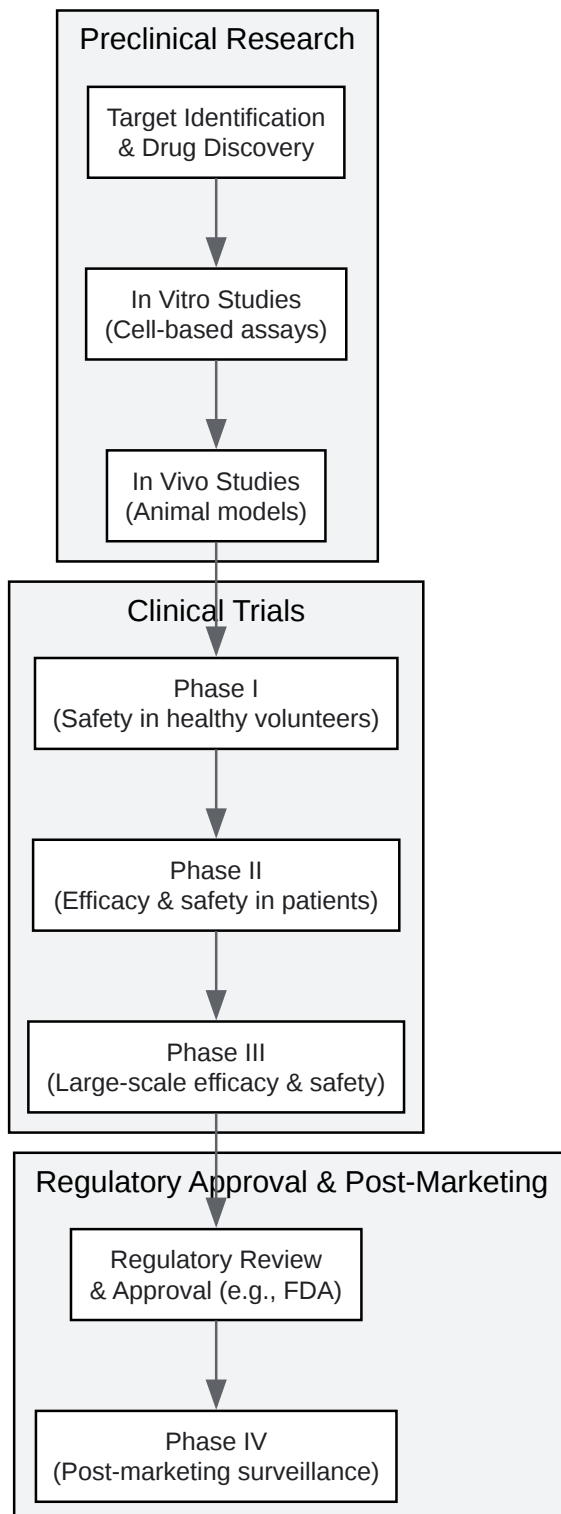 Preclinical Research
Target Identification
& Drug Discovery
In Vitro Studies
(Cell-based assays)
In Vivo Studies
(Animal models)
Clinical Trials
Phase I
(Safety in healthy volunteers)
Phase II
(Efficacy & safety in patients)
Phase III
(Large-scale efficacy & safety)
Regulatory Approval & Post-Marketing
Regulatory Review
& Approval (e.g., FDA)
Phase IV
(Post-marketing surveillance)